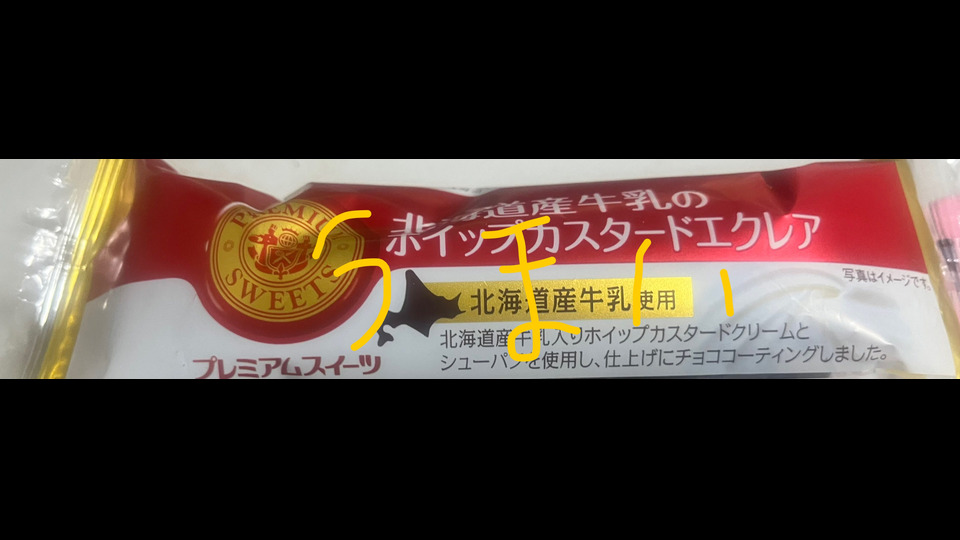 PREMIUM
SWEETS
プレミアムスイーツ
北海道産牛乳の
ホイップカスタードエクレア
うまい
写真はイメージです。
北海道産牛乳使用
北海道産牛乳入りホイップカスタードクリームと
シューパフを使用し、仕上げにチョココーティングしました。